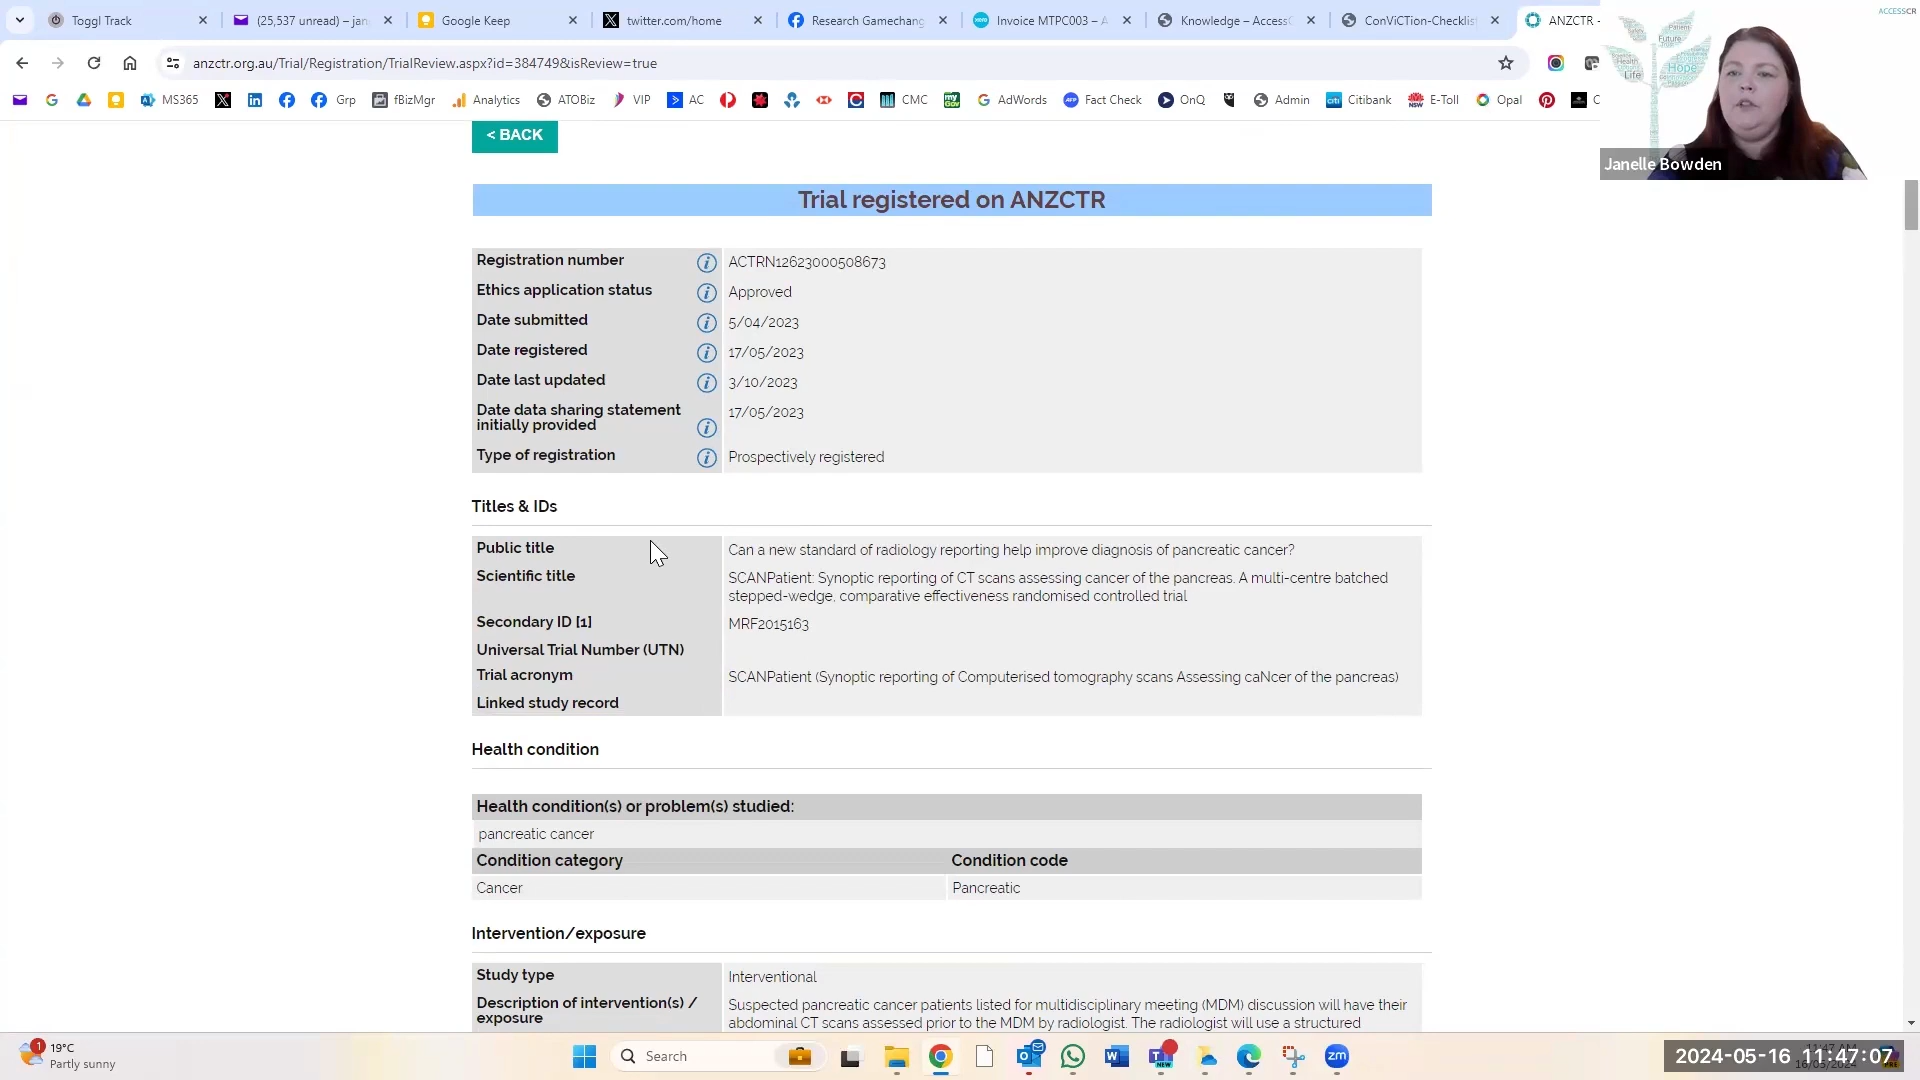 Toggl Track
(25,537 unread) – jan
Google Keep
twitter.com/home
Research Gamechang
Invoice MTPC003 – A
Knowledge – AccessC
ConViCTion-Checklis
ANZCTR -
anzctr.org.au/Trial/Registration/TrialReview.aspx?id=384749&isReview=true
MS365
Grp
fBizMgr
Analytics
ATOBiz
VIP
AC
CMC
AdWords
Fact Check
OnQ
Admin
Citibank
E-Toll
Opal
C
ACCESSCR
Patient
Future
Health
Hope
Life
Janelle Bowden
< BACK
Trial registered on ANZCTR
Registration number
ACTRN12623000508673
Ethics application status
Approved
Date submitted
5/04/2023
Date registered
17/05/2023
Date last updated
3/10/2023
Date data sharing statement
initially provided
17/05/2023
Type of registration
Prospectively registered
Titles & IDs
Public title
Can a new standard of radiology reporting help improve diagnosis of pancreatic cancer?
Scientific title
SCANPatient: Synoptic reporting of CT scans assessing cancer of the pancreas. A multi-centre batched
stepped-wedge, comparative effectiveness randomised controlled trial
Secondary ID [1]
MRF2015163
Universal Trial Number (UTN)
Trial acronym
SCANPatient (Synoptic reporting of Computerised tomography scans Assessing caNcer of the pancreas)
Linked study record
Health condition
Health condition(s) or problem(s) studied:
pancreatic cancer
Condition category
Condition code
Cancer
Pancreatic
Intervention/exposure
Study type
Interventional
Description of intervention(s) /
exposure
Suspected pancreatic cancer patients listed for multidisciplinary meeting (MDM) discussion will have their
abdominal CT scans assessed prior to the MDM by radiologist. The radiologist will use a structured
1
19°C
Partly sunny
Search
NEW
zm
2024-05-16 11:47:07